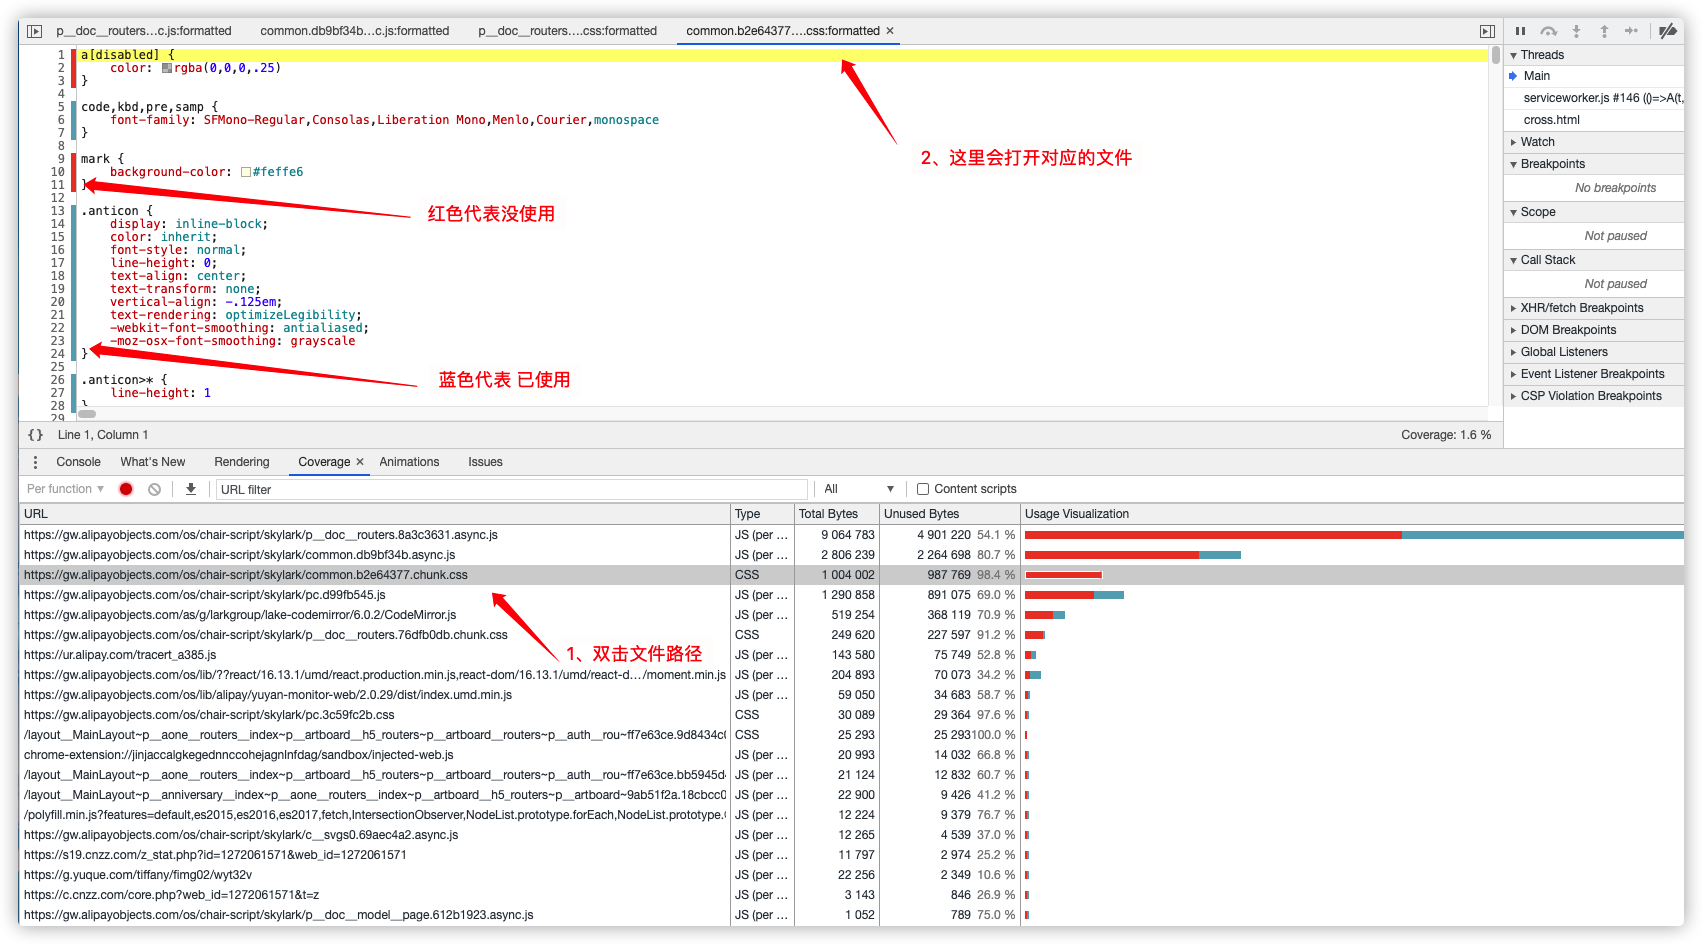 p__doc__routers...c.js:formatted
common.db9bf34b...c.js:formatted
p__doc__routers....css:formatted
common.b2e64377....css:formatted ×
1 a[disabled] {
2 color: rgba(0,0,0,.25)
3 }
4
5 code,kbd,pre,samp {
6 font-family: SFMono-Regular,Consolas,Liberation Mono,Menlo,Courier,monospace
7 }
8
9 mark {
10 background-color: #feffe6
11 }
12
13 .anticon {
14 display: inline-block;
15 color: inherit;
16 font-style: normal;
17 line-height: 0;
18 text-align: center;
19 text-transform: none;
20 vertical-align: -.125em;
21 text-rendering: optimizeLegibility;
22 -webkit-font-smoothing: antialiased;
23 -moz-osx-font-smoothing: grayscale
24 }
25
26 .anticon>* {
27 line-height: 1
28 }
29
2、这里会打开对应的文件
红色代表没使用
蓝色代表 已使用
Threads
Main
serviceworker.js #146 (()=>A(t,
cross.html
Watch
Breakpoints
No breakpoints
Scope
Not paused
Call Stack
Not paused
XHR/fetch Breakpoints
DOM Breakpoints
Global Listeners
Event Listener Breakpoints
CSP Violation Breakpoints
{} Line 1, Column 1
Coverage: 1.6 %
Console What's New Rendering Coverage × Animations Issues
Per function ▼ URL filter All ▼ Content scripts
URL Type Total Bytes Unused Bytes Usage Visualization
https://gw.alipayobjects.com/os/chair-script/skylark/p__doc__routers.8a3c3631.async.js JS (per ... 9 064 783 4 901 220 54.1 %
https://gw.alipayobjects.com/os/chair-script/skylark/common.db9bf34b.async.js JS (per ... 2 806 239 2 264 698 80.7 %
https://gw.alipayobjects.com/os/chair-script/skylark/common.b2e64377.chunk.css CSS 1 004 002 987 769 98.4 %
https://gw.alipayobjects.com/os/chair-script/skylark/pc.d99fb545.js JS (per ... 1 290 858 891 075 69.0 %
https://gw.alipayobjects.com/as/g/larkgroup/lake-codemirror/6.0.2/CodeMirror.js JS (per ... 519 254 368 119 70.9 %
https://gw.alipayobjects.com/os/chair-script/skylark/p__doc__routers.76dfb0db.chunk.css CSS 249 620 227 597 91.2 %
https://ur.alipay.com/tracert_a385.js JS (per ... 143 580 75 749 52.8 %
1、双击文件路径
https://gw.alipayobjects.com/os/lib/??react/16.13.1/umd/react.production.min.js,react-dom/16.13.1/umd/react-d.../moment.min.js JS (per ... 204 893 70 073 34.2 %
https://gw.alipayobjects.com/os/lib/alipay/yuyan-monitor-web/2.0.29/dist/index.umd.min.js JS (per ... 59 050 34 683 58.7 %
https://gw.alipayobjects.com/os/chair-script/skylark/pc.3c59fc2b.css CSS 30 089 29 364 97.6 %
/layout__MainLayout~p__aone__routers__index~p__artboard__h5_routers~p__artboard__routers~p__auth__rou~ff7e63ce.9d8434c CSS 25 293 25 293 100.0 %
chrome-extension://jinjaccalgkegednnccohejagnlnfdag/sandbox/injected-web.js JS (per ... 20 993 14 032 66.8 %
/layout__MainLayout~p__aone__routers__index~p__artboard__h5_routers~p__artboard__routers~p__auth__rou~ff7e63ce.bb5945d JS (per ... 21 124 12 832 60.7 %
/layout__MainLayout~p__anniversary__index~p__aone__routers__index~p__artboard__h5_routers~p__artboard~9ab51f2a.18cbcc0 JS (per ... 22 900 9 426 41.2 %
/polyfill.min.js?features=default,es2015,es2016,es2017,fetch,IntersectionObserver,NodeList.prototype.forEach,NodeList.prototype. JS (per ... 12 224 9 379 76.7 %
https://gw.alipayobjects.com/os/chair-script/skylark/c__svgs0.69aec4a2.async.js JS (per ... 12 265 4 539 37.0 %
https://s19.cnzz.com/z_stat.php?id=1272061571&web_id=1272061571 JS (per ... 11 797 2 974 25.2 %
https://g.yuque.com/tiffany/fimg02/wyt32v JS (per ... 22 256 2 349 10.6 %
https://c.cnzz.com/core.php?web_id=1272061571&t=z JS (per ... 3 143 846 26.9 %
https://gw.alipayobjects.com/os/chair-script/skylark/p__doc__model__page.612b1923.async.js JS (per ... 1 052 789 75.0 %